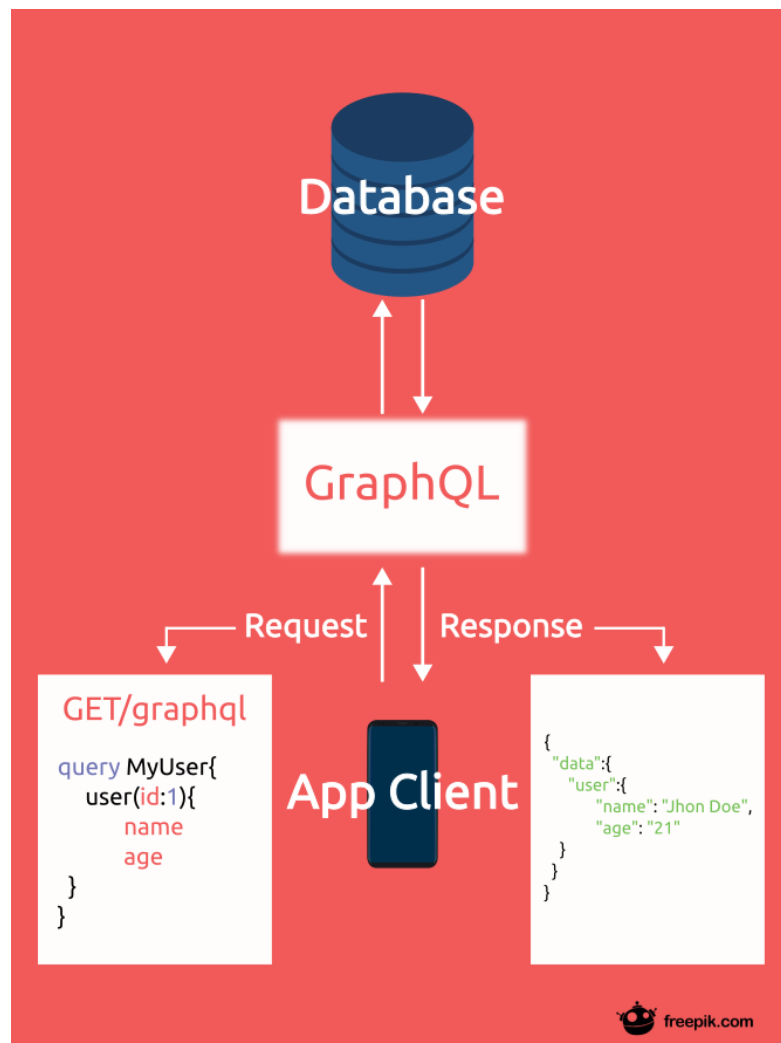 Database
GraphQL
Request
Response
GET/graphql
query MyUser{
user(id:1){
name
age
}
}
App Client
{
"data":{
"user":{
"name": "Jhon Doe",
"age": "21"
}
}
}
freepik.com